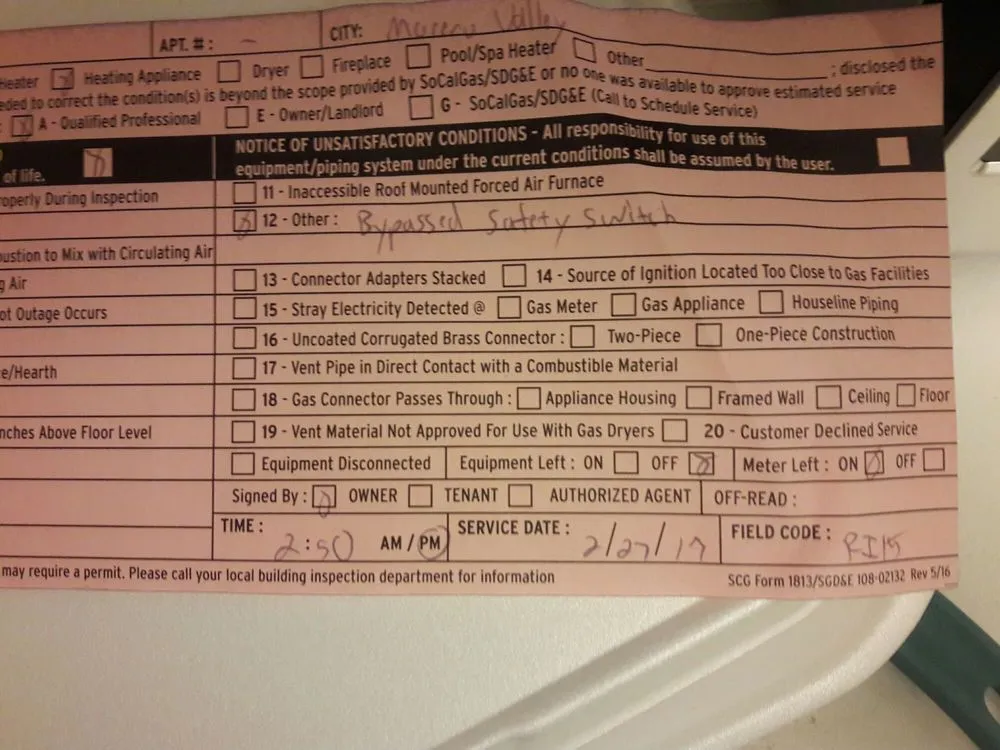 APT. #: - CITY: Moreno Valley
Heater Heating Appliance Dryer Fireplace Pool/Spa Heater Other ; disclosed the
eded to correct the condition(s) is beyond the scope provided by SoCalGas/SDG&E or no one was available to approve estimated service
: A - Qualified Professional E - Owner/Landlord G - SoCalGas/SDG&E (Call to Schedule Service)
of life. NOTICE OF UNSATISFACTORY CONDITIONS - All responsibility for use of this
equipment/piping system under the current conditions shall be assumed by the user.
operly During Inspection 11 - Inaccessible Roof Mounted Forced Air Furnace
12 - Other : Bypassed Safety Switch
bustion to Mix with Circulating Air
g Air 13 - Connector Adapters Stacked 14 - Source of Ignition Located Too Close to Gas Facilities
ot Outage Occurs 15 - Stray Electricity Detected @ Gas Meter Gas Appliance Houseline Piping
16 - Uncoated Corrugated Brass Connector : Two-Piece One-Piece Construction
e/Hearth 17 - Vent Pipe in Direct Contact with a Combustible Material
18 - Gas Connector Passes Through : Appliance Housing Framed Wall Ceiling Floor
nches Above Floor Level 19 - Vent Material Not Approved For Use With Gas Dryers 20 - Customer Declined Service
Equipment Disconnected Equipment Left : ON OFF Meter Left : ON OFF
Signed By : OWNER TENANT AUTHORIZED AGENT OFF-READ :
TIME : 2:50 AM / PM SERVICE DATE : 2/27/17 FIELD CODE : RI15
may require a permit. Please call your local building inspection department for information SCG Form 1813/SGD&E 108-02132 Rev 5/16